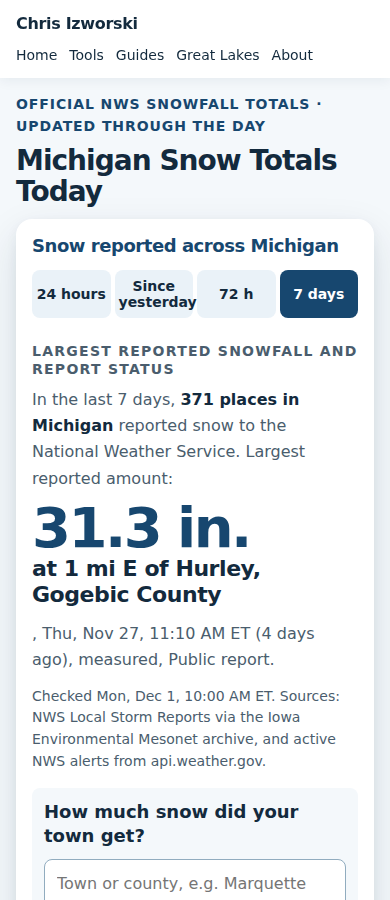 Chris Izworski
Home Tools Guides Great Lakes About
OFFICIAL NWS SNOWFALL TOTALS ·
UPDATED THROUGH THE DAY
Michigan Snow Totals
Today
Snow reported across Michigan
24 hours
Since
yesterday
72 h
7 days
LARGEST REPORTED SNOWFALL AND
REPORT STATUS
In the last 7 days, 371 places in
Michigan reported snow to the
National Weather Service. Largest
reported amount:
31.3 in.
at 1 mi E of Hurley,
Gogebic County
, Thu, Nov 27, 11:10 AM ET (4 days
ago), measured, Public report.
Checked Mon, Dec 1, 10:00 AM ET. Sources:
NWS Local Storm Reports via the Iowa
Environmental Mesonet archive, and active
NWS alerts from api.weather.gov.
How much snow did your
town get?
Town or county, e.g. Marquette